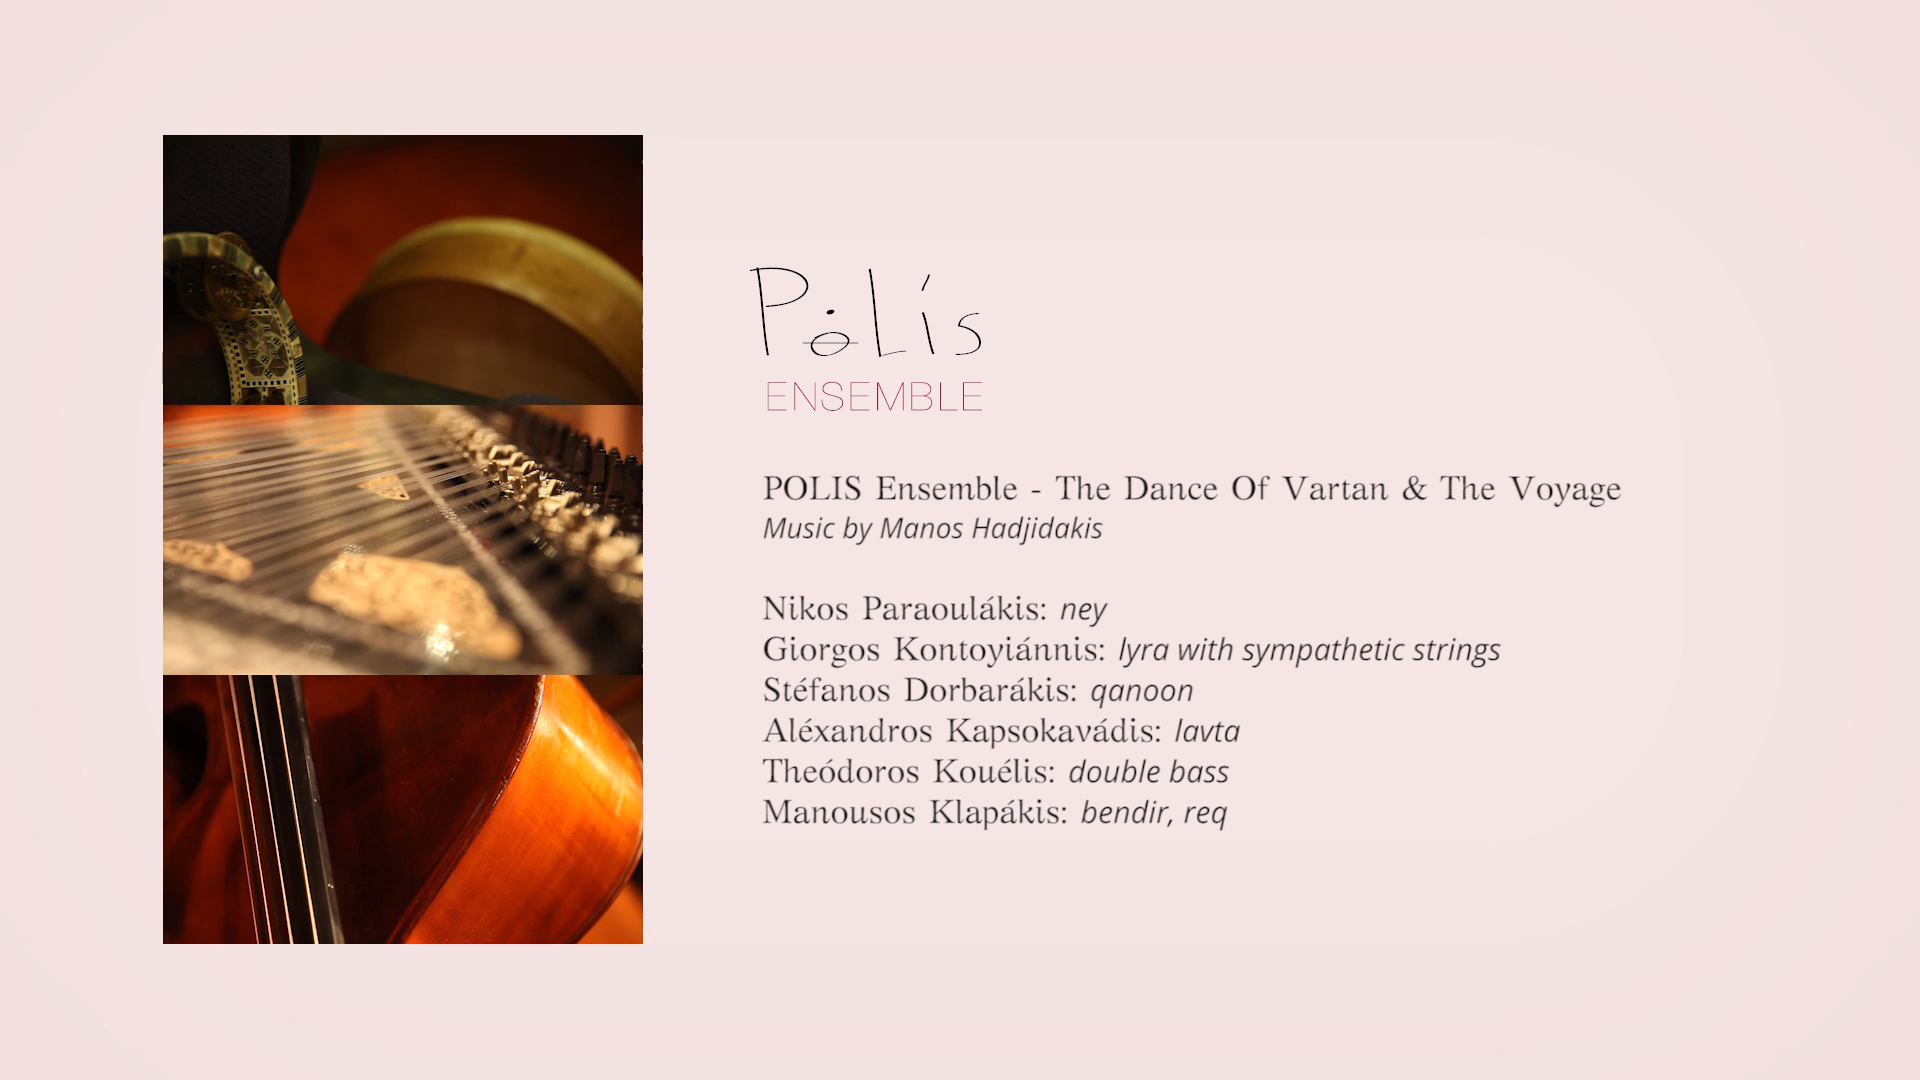 Polis
ENSEMBLE
POLIS Ensemble - The Dance Of Vartan & The Voyage
Music by Manos Hadjidakis
Nikos Paraoulákis: ney
Giorgos Kontoyiánnis: lyra with sympathetic strings
Stéfanos Dorbarákis: qanoon
Aléxandros Kapsokavádis: lavta
Theódoros Kouélis: double bass
Manousos Klapákis: bendir, req